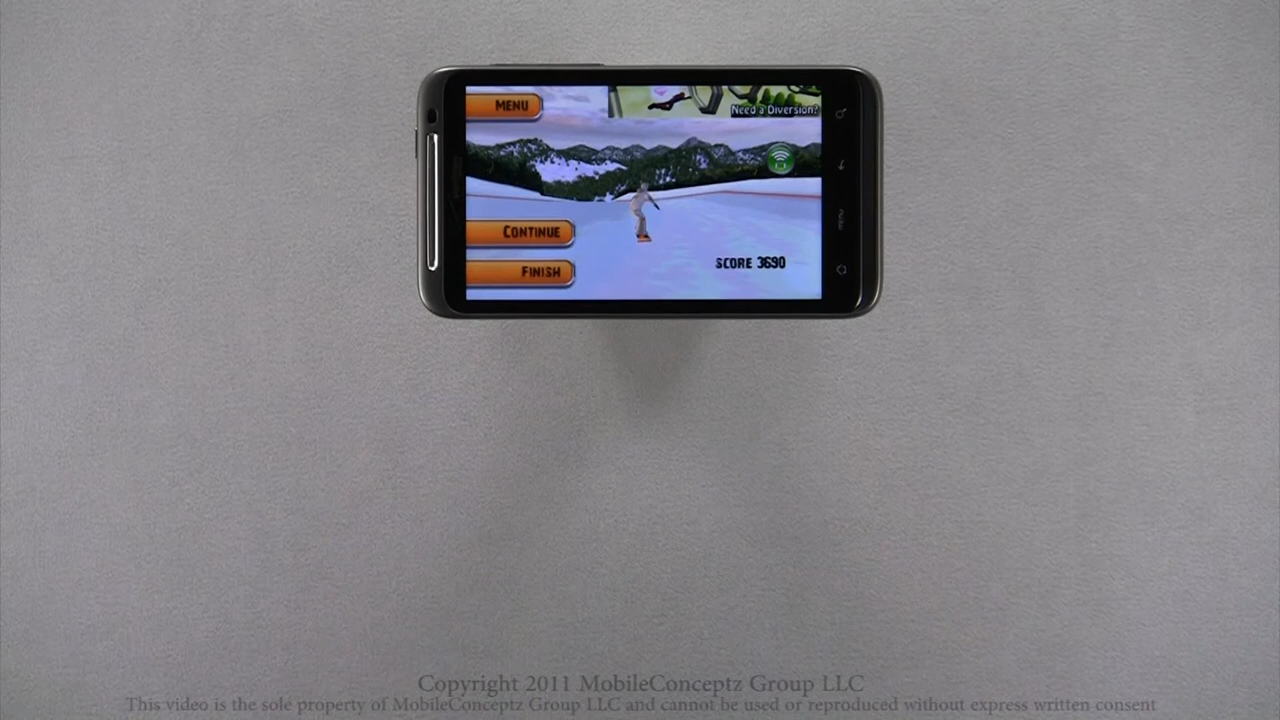 MENU
Need a Diversion?
CONTINUE
FINISH
SCORE 3690
menu
Copyright 2011 MobileConceptz Group LLC
This video is the sole property of MobileConceptz Group LLC and cannot be used or reproduced without express written consent